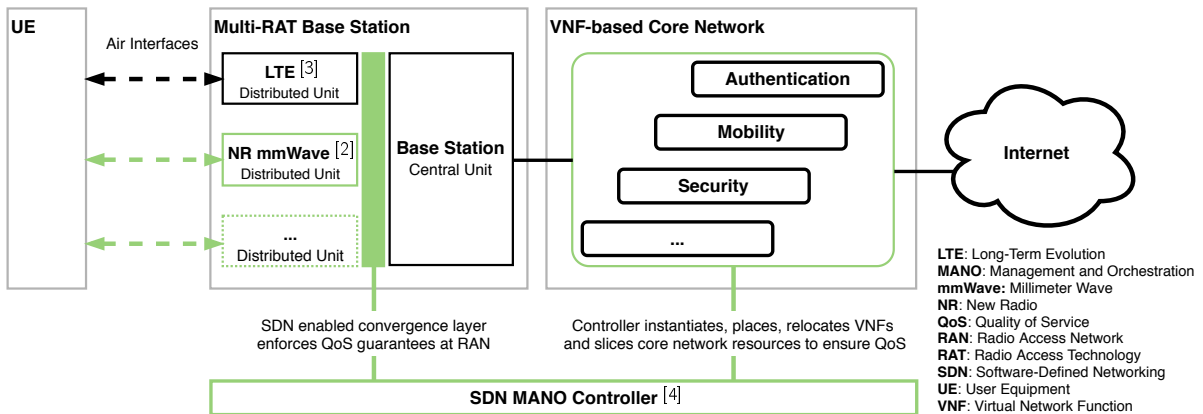 UE
Multi-RAT Base Station
VNF-based Core Network
Air Interfaces
LTE [3]
Distributed Unit
NR mmWave [2]
Distributed Unit
...
Distributed Unit
Base Station
Central Unit
Authentication
Mobility
Security
...
Internet
SDN enabled convergence layer
enforces QoS guarantees at RAN
Controller instantiates, places, relocates VNFs
and slices core network resources to ensure QoS
SDN MANO Controller [4]
LTE: Long-Term Evolution
MANO: Management and Orchestration
mmWave: Millimeter Wave
NR: New Radio
QoS: Quality of Service
RAN: Radio Access Network
RAT: Radio Access Technology
SDN: Software-Defined Networking
UE: User Equipment
VNF: Virtual Network Function